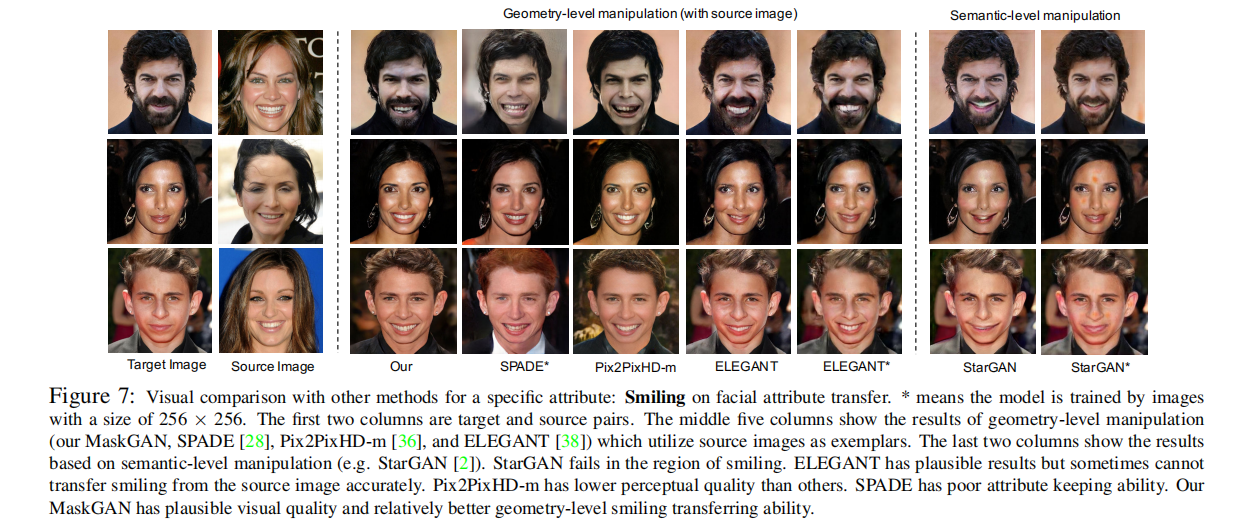 Geometry-level manipulation (with source image)
Semantic-level manipulation
Target Image
Source Image
Our
SPADE*
Pix2PixHD-m
ELEGANT
ELEGANT*
StarGAN
StarGAN*
Figure 7: Visual comparison with other methods for a specific attribute: Smiling on facial attribute transfer. * means the model is trained by images
with a size of 256 × 256. The first two columns are target and source pairs. The middle five columns show the results of geometry-level manipulation
(our MaskGAN, SPADE [28], Pix2PixHD-m [36], and ELEGANT [38]) which utilize source images as exemplars. The last two columns show the results
based on semantic-level manipulation (e.g. StarGAN [2]). StarGAN fails in the region of smiling. ELEGANT has plausible results but sometimes cannot
transfer smiling from the source image accurately. Pix2PixHD-m has lower perceptual quality than others. SPADE has poor attribute keeping ability. Our
MaskGAN has plausible visual quality and relatively better geometry-level smiling transferring ability.